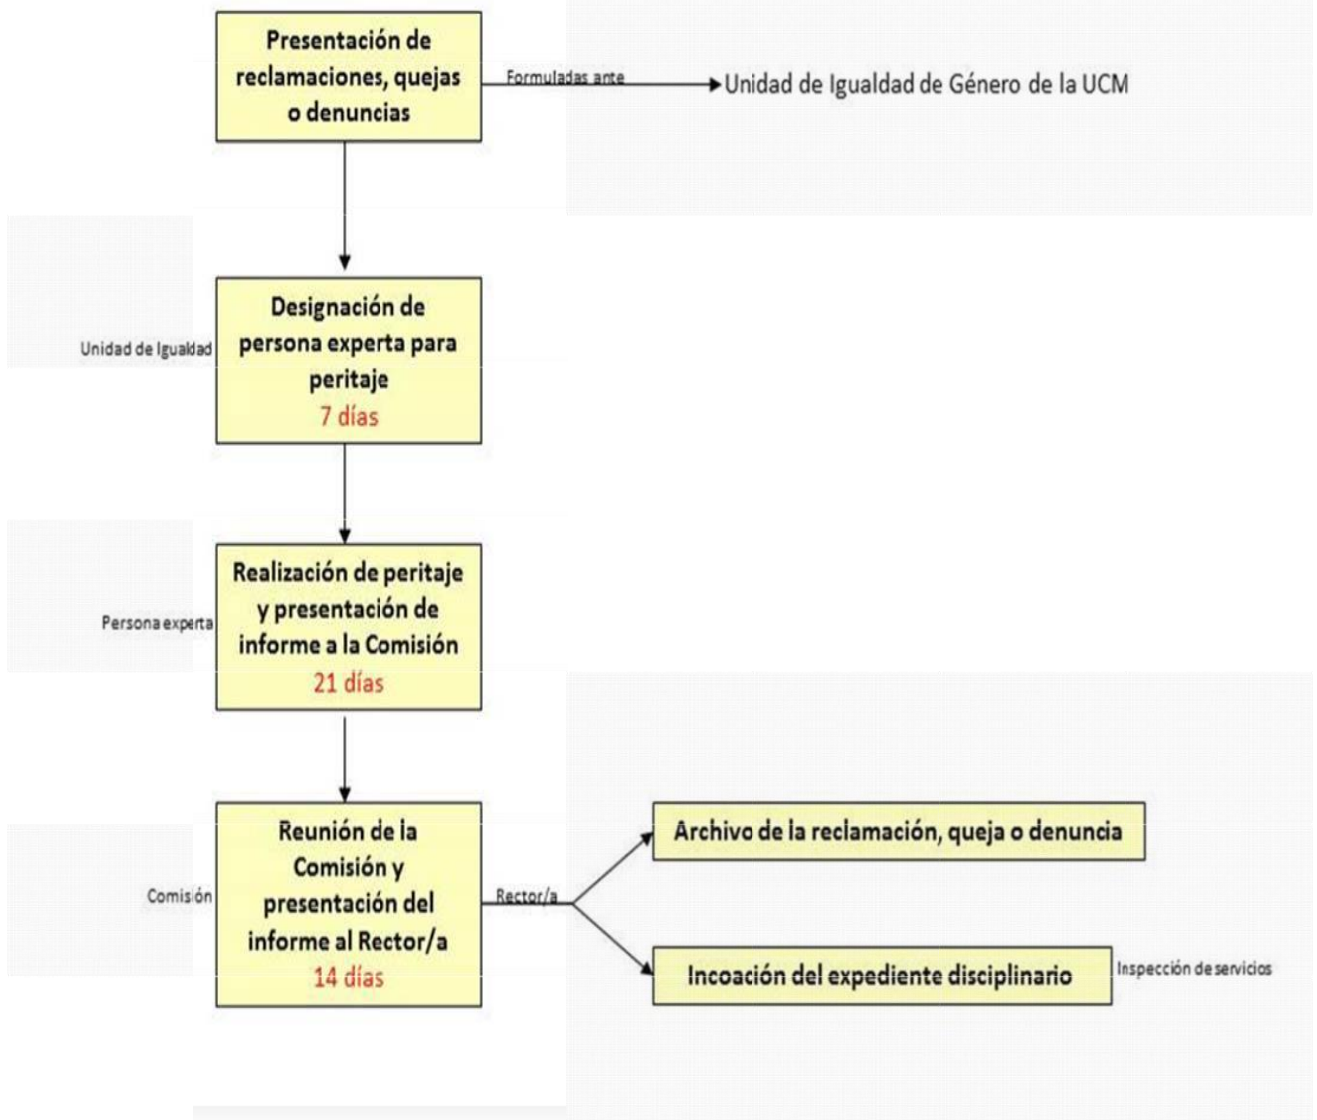 Presentación de
reclamaciones, quejas
o denuncias
Formuladas ante
Unidad de Igualdad de Género de la UCM
Unidad de Igualdad
Designación de
persona experta para
peritaje
7 días
Persona experta
Realización de peritaje
y presentación de
informe a la Comisión
21 días
Comisión
Reunión de la
Comisión y
presentación del
informe al Rector/a
14 días
Rector/a
Archivo de la reclamación, queja o denuncia
Incoación del expediente disciplinario
Inspección de servicios